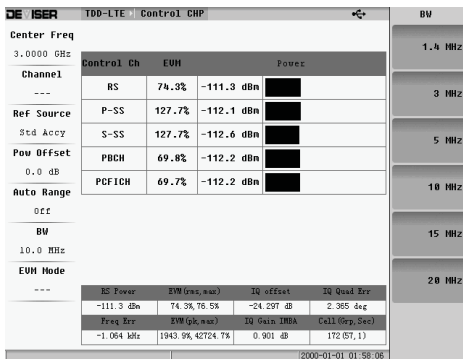 DEVISER TDD-LTE Control CHP BW
Center Freq
3.0000 GHz
Channel
---
Ref Source
Std Accy
Pow Offset
0.0 dB
Auto Range
Off
BW
10.0 MHz
EVM Mode
---
Control Ch EVM Power
RS 74.3% -111.3 dBm
P-SS 127.7% -112.1 dBm
S-SS 127.7% -112.6 dBm
PBCH 69.8% -112.2 dBm
PCFICH 69.7% -112.2 dBm
RS Power EVM(rms,max) IQ offset IQ Quad Err
-111.3 dBm 74.3%,76.5% -24.297 dB 2.365 deg
Freq Err EVM(pk,max) IQ Gain IMBA Cell(Grp,Sec)
-1.064 kHz 1943.9%,42724.7% 0.901 dB 172(57,1)
2000-01-01 01:58:06
1.4 MHz
3 MHz
5 MHz
10 MHz
15 MHz
20 MHz